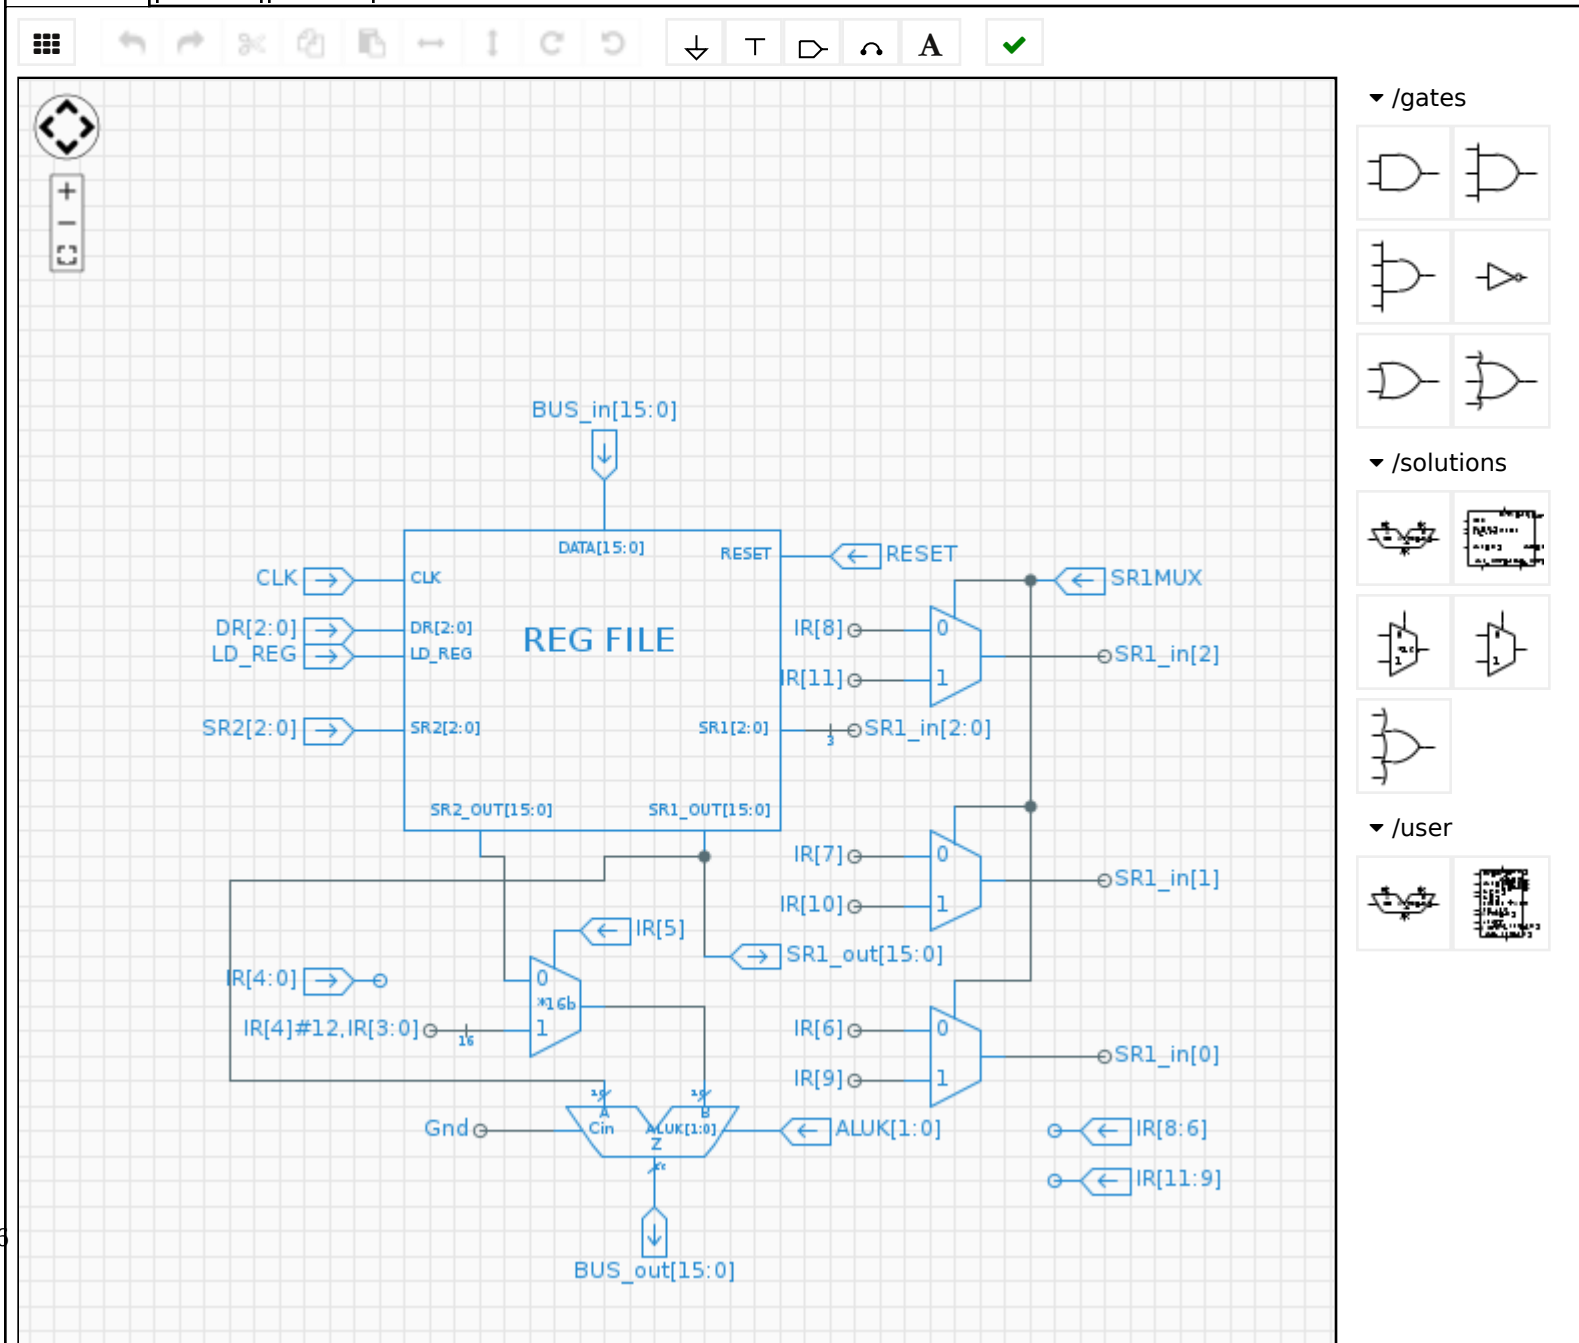 A
/gates
/solutions
/user
BUS_in[15:0]
DATA[15:0]
RESET
RESET
CLK
CLK
SR1MUX
DR[2:0]
DR[2:0]
REG FILE
IR[8]
0
LD_REG
LD_REG
SR1_in[2]
IR[11]
1
SR2[2:0]
SR2[2:0]
SR1[2:0]
3
SR1_in[2:0]
SR2_OUT[15:0]
SR1_OUT[15:0]
IR[7]
0
SR1_in[1]
IR[10]
1
IR[5]
SR1_out[15:0]
IR[4:0]
0
*16b
IR[4]#12,IR[3:0]
16
1
IR[6]
0
SR1_in[0]
IR[9]
1
A
B
Gnd
Cin
ALUK[1:0]
Z
ALUK[1:0]
IR[8:6]
IR[11:9]
BUS_out[15:0]